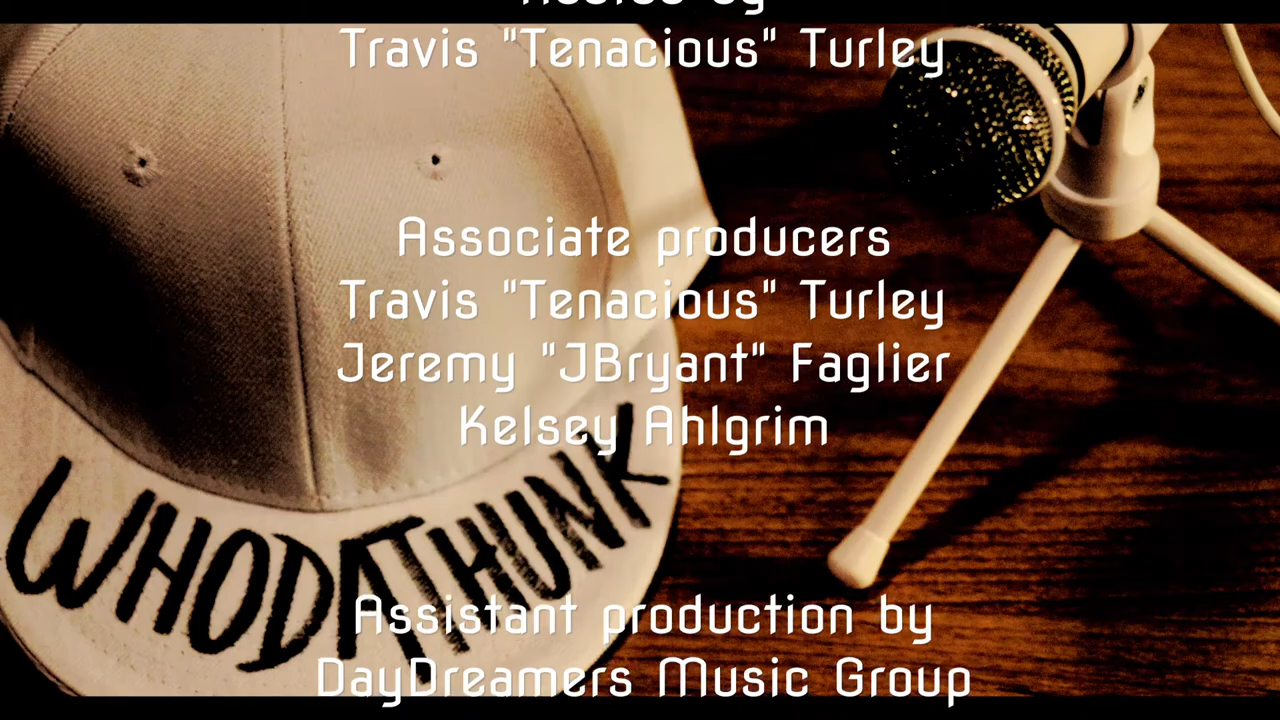 Travis "Tenacious" Turley
Associate producers
Travis "Tenacious" Turley
Jeremy "JBryant" Faglier
Kelsey Ahlgrim
WHODATHUNK
Assistant production by
DayDreamers Music Group